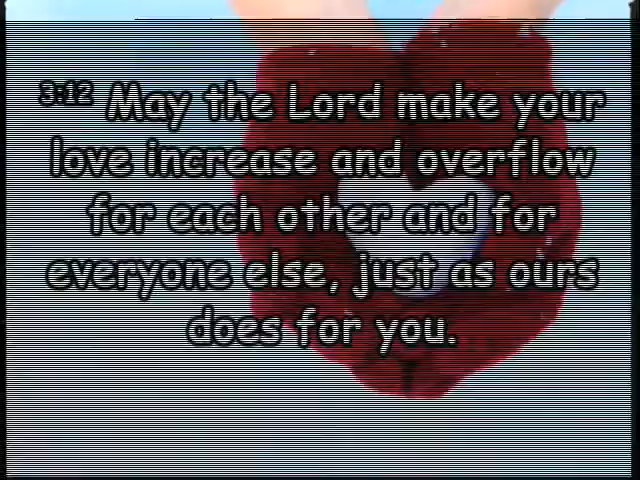 3:12 May the Lord make your
love increase and overflow
for each other and for
everyone else, just as ours
does for you.